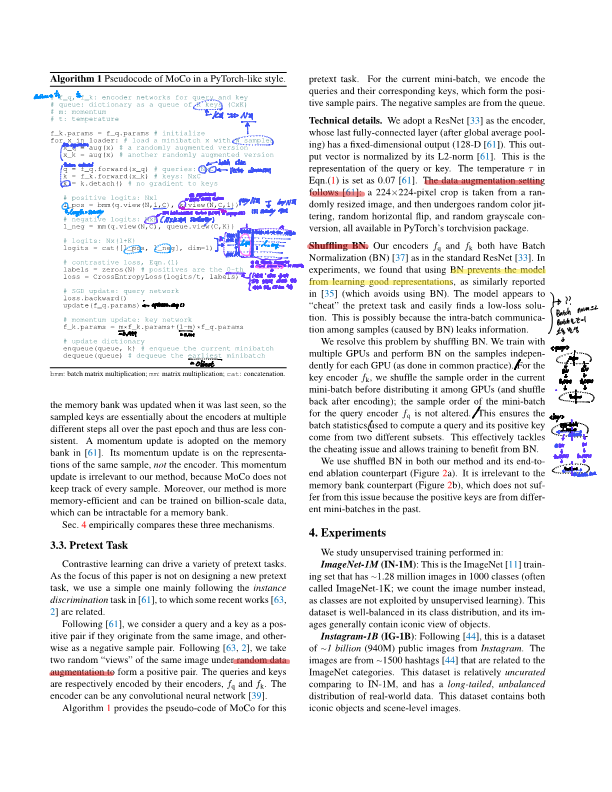 Algorithm 1 Pseudocode of MoCo in a PyTorch-like style.
# f_q, f_k: encoder networks for query and key
# queue: dictionary as a queue of K keys (CxK)
# m: momentum
# t: temperature
f_k.params = f_q.params # initialize
for x in loader: # load a minibatch x with N samples
x_q = aug(x) # a randomly augmented version
x_k = aug(x) # another randomly augmented version
q = f_q.forward(x_q) # queries: NxC
k = f_k.forward(x_k) # keys: NxC
k = k.detach() # no gradient to keys
# positive logits: Nx1
l_pos = bmm(q.view(N,1,C), k.view(N,C,1))
# negative logits: NxK
l_neg = mm(q.view(N,C), queue.view(C,K))
# logits: Nx(1+K)
logits = cat([l_pos, l_neg], dim=1)
# contrastive loss, Eqn.(1)
labels = zeros(N) # positives are the 0-th
loss = CrossEntropyLoss(logits/t, labels)
# SGD update: query network
loss.backward()
update(f_q.params)
# momentum update: key network
f_k.params = m*f_k.params+(1-m)*f_q.params
# update dictionary
enqueue(queue, k) # enqueue the current minibatch
dequeue(queue) # dequeue the earliest minibatch
bmm: batch matrix multiplication; mm: matrix multiplication; cat: concatenation.
the memory bank was updated when it was last seen, so the
sampled keys are essentially about the encoders at multiple
different steps all over the past epoch and thus are less con-
sistent. A momentum update is adopted on the memory
bank in [61]. Its momentum update is on the representa-
tions of the same sample, not the encoder. This momentum
update is irrelevant to our method, because MoCo does not
keep track of every sample. Moreover, our method is more
memory-efficient and can be trained on billion-scale data,
which can be intractable for a memory bank.
Sec. 4 empirically compares these three mechanisms.
3.3. Pretext Task
Contrastive learning can drive a variety of pretext tasks.
As the focus of this paper is not on designing a new pretext
task, we use a simple one mainly following the instance
discrimination task in [61], to which some recent works [63,
2] are related.
Following [61], we consider a query and a key as a pos-
itive pair if they originate from the same image, and other-
wise as a negative sample pair. Following [63, 2], we take
two random “views” of the same image under random data
augmentation to form a positive pair. The queries and keys
are respectively encoded by their encoders, fq and fk. The
encoder can be any convolutional neural network [39].
Algorithm 1 provides the pseudo-code of MoCo for this
pretext task. For the current mini-batch, we encode the
queries and their corresponding keys, which form the posi-
tive sample pairs. The negative samples are from the queue.
Technical details. We adopt a ResNet [33] as the encoder,
whose last fully-connected layer (after global average pool-
ing) has a fixed-dimensional output (128-D [61]). This out-
put vector is normalized by its L2-norm [61]. This is the
representation of the query or key. The temperature τ in
Eqn.(1) is set as 0.07 [61]. The data augmentation setting
follows [61]: a 224×224-pixel crop is taken from a ran-
domly resized image, and then undergoes random color jit-
tering, random horizontal flip, and random grayscale con-
version, all available in PyTorch's torchvision package.
Shuffling BN. Our encoders fq and fk both have Batch
Normalization (BN) [37] as in the standard ResNet [33]. In
experiments, we found that using BN prevents the model
from learning good representations, as similarly reported
in [35] (which avoids using BN). The model appears to
“cheat” the pretext task and easily finds a low-loss solu-
tion. This is possibly because the intra-batch communica-
tion among samples (caused by BN) leaks information.
We resolve this problem by shuffling BN. We train with
multiple GPUs and perform BN on the samples indepen-
dently for each GPU (as done in common practice). For the
key encoder fk, we shuffle the sample order in the current
mini-batch before distributing it among GPUs (and shuffle
back after encoding); the sample order of the mini-batch
for the query encoder fq is not altered. This ensures the
batch statistics used to compute a query and its positive key
come from two different subsets. This effectively tackles
the cheating issue and allows training to benefit from BN.
We use shuffled BN in both our method and its end-to-
end ablation counterpart (Figure 2a). It is irrelevant to the
memory bank counterpart (Figure 2b), which does not suf-
fer from this issue because the positive keys are from differ-
ent mini-batches in the past.
4. Experiments
We study unsupervised training performed in:
ImageNet-1M (IN-1M): This is the ImageNet [11] train-
ing set that has ~1.28 million images in 1000 classes (often
called ImageNet-1K; we count the image number instead,
as classes are not exploited by unsupervised learning). This
dataset is well-balanced in its class distribution, and its im-
ages generally contain iconic view of objects.
Instagram-1B (IG-1B): Following [44], this is a dataset
of ~1 billion (940M) public images from Instagram. The
images are from ~1500 hashtags [44] that are related to the
ImageNet categories. This dataset is relatively uncurated
comparing to IN-1M, and has a long-tailed, unbalanced
distribution of real-world data. This dataset contains both
iconic objects and scene-level images.